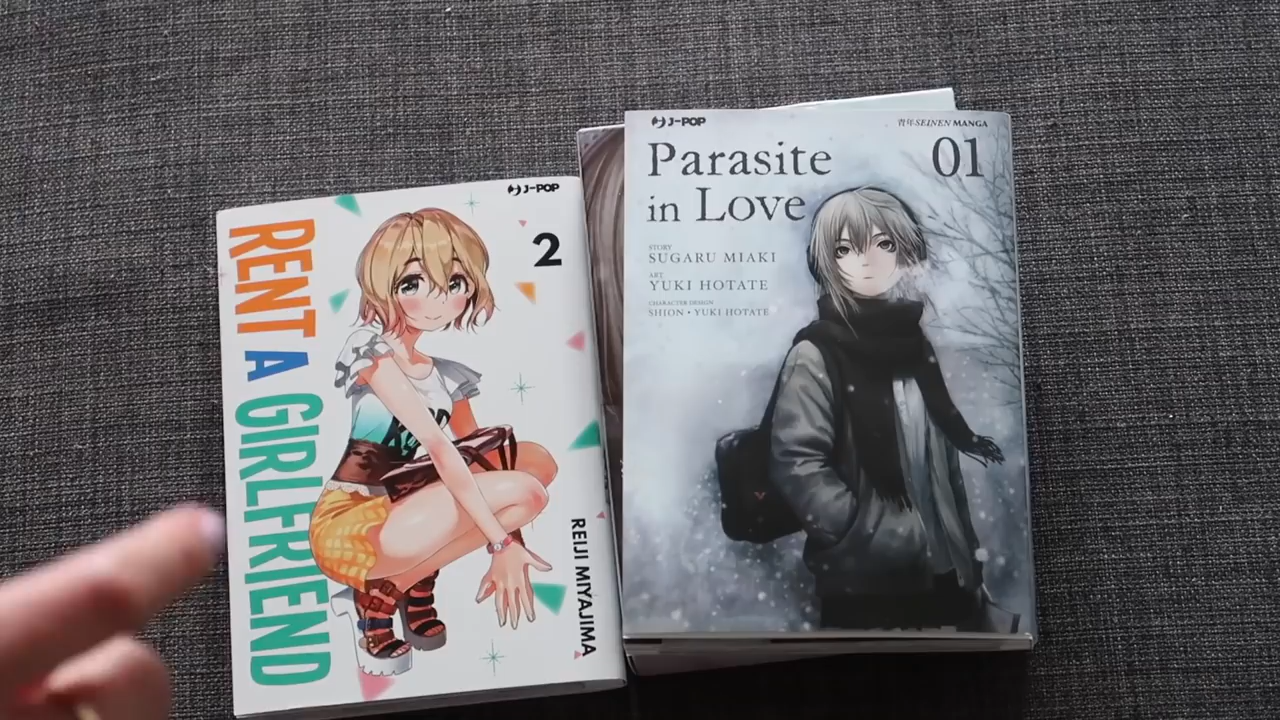 J-POP
2
RENT A GIRLFRIEND
REIJI MIYAJIMA
J-POP
青年 SEINEN MANGA
Parasite
in Love
01
STORY
SUGARU MIAKI
ART
YUKI HOTATE
CHARACTER DESIGN
SHION • YUKI HOTATE